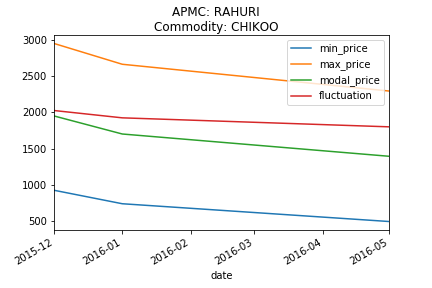 APMC: RAHURI
Commodity: CHIKOO
3000
2500
2000
1500
1000
500
min_price
max_price
modal_price
fluctuation
2015-12
2016-01
2016-02
2016-03
2016-04
2016-05
date